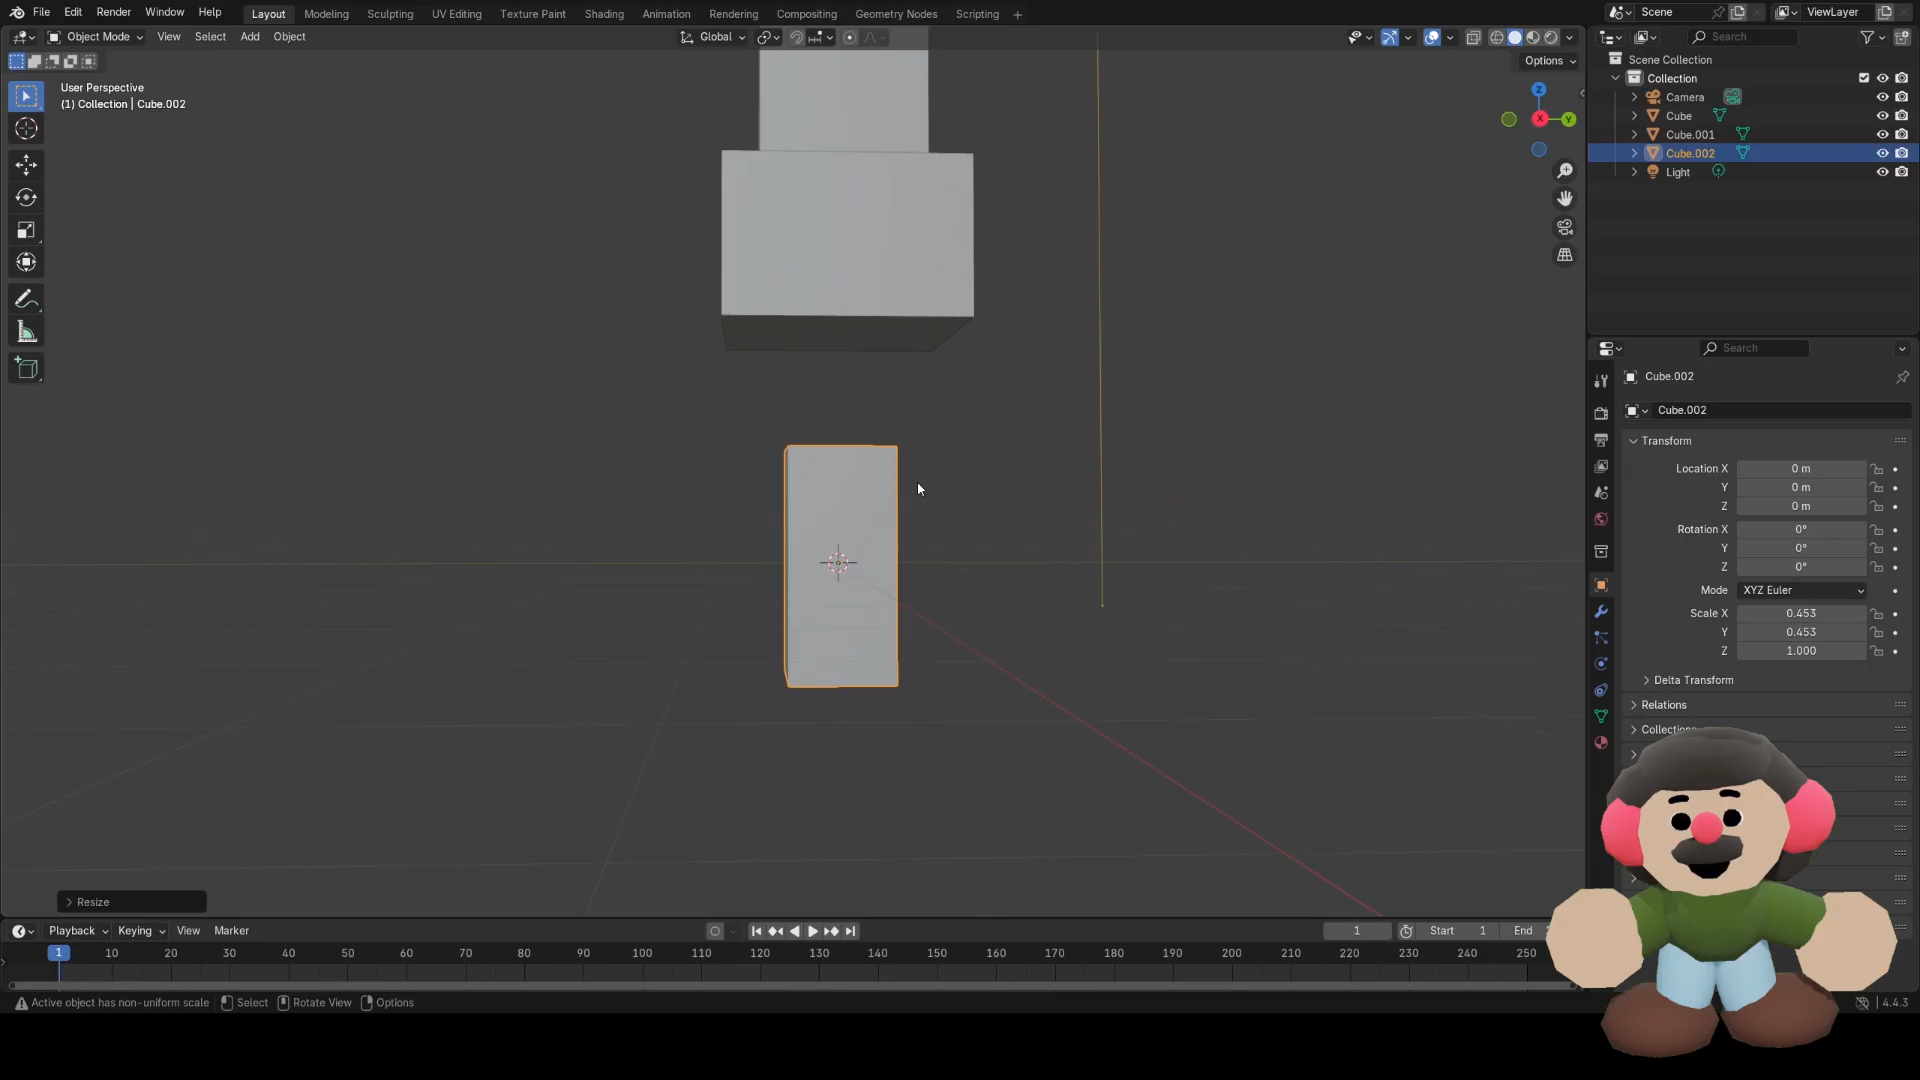 File Edit Render Window Help Layout Modeling Sculpting UV Editing Texture Paint Shading Animation Rendering Compositing Geometry Nodes Scripting + Scene ViewLayer
Object Mode View Select Add Object Global Search
Options
User Perspective
(1) Collection | Cube.002
Z
X
Y
Scene Collection
Collection
Camera
Cube
Cube.001
Cube.002
Light
Search
Cube.002
Cube.002
Transform
Location X 0 m
Y 0 m
Z 0 m
Rotation X 0°
Y 0°
Z 0°
Mode XYZ Euler
Scale X 0.453
Y 0.453
Z 1.000
Delta Transform
Relations
Collections
Resize
Playback Keying View Marker 1 Start 1 End
1 10 20 30 40 50 60 70 80 90 100 110 120 130 140 150 160 170 180 190 200 210 220 230 240 250
Active object has non-uniform scale Select Rotate View Options 4.4.3